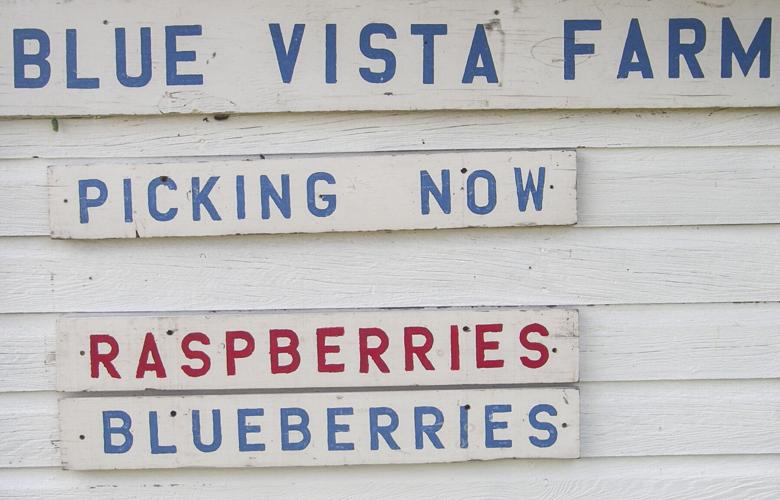 BLUE VISTA FARM
PICKING NOW
RASPBERRIES
BLUEBERRIES